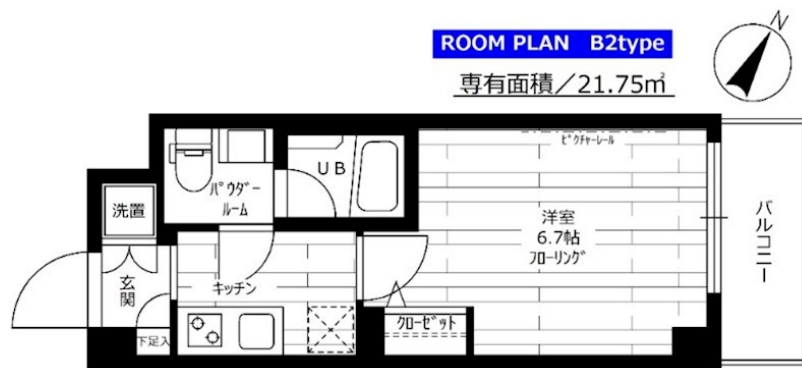 ROOM PLAN B2type
N
専有面積／21.75㎡
ﾋﾟｸﾁｬｰﾚｰﾙ
UB
ﾊﾟｳﾀﾞｰ
ﾙｰﾑ
洗置
洋室
6.7帖
ﾌﾛｰﾘﾝｸﾞ
バルコニー
玄関
キッチン
下足入
ｸﾛｰｾﾞｯﾄ